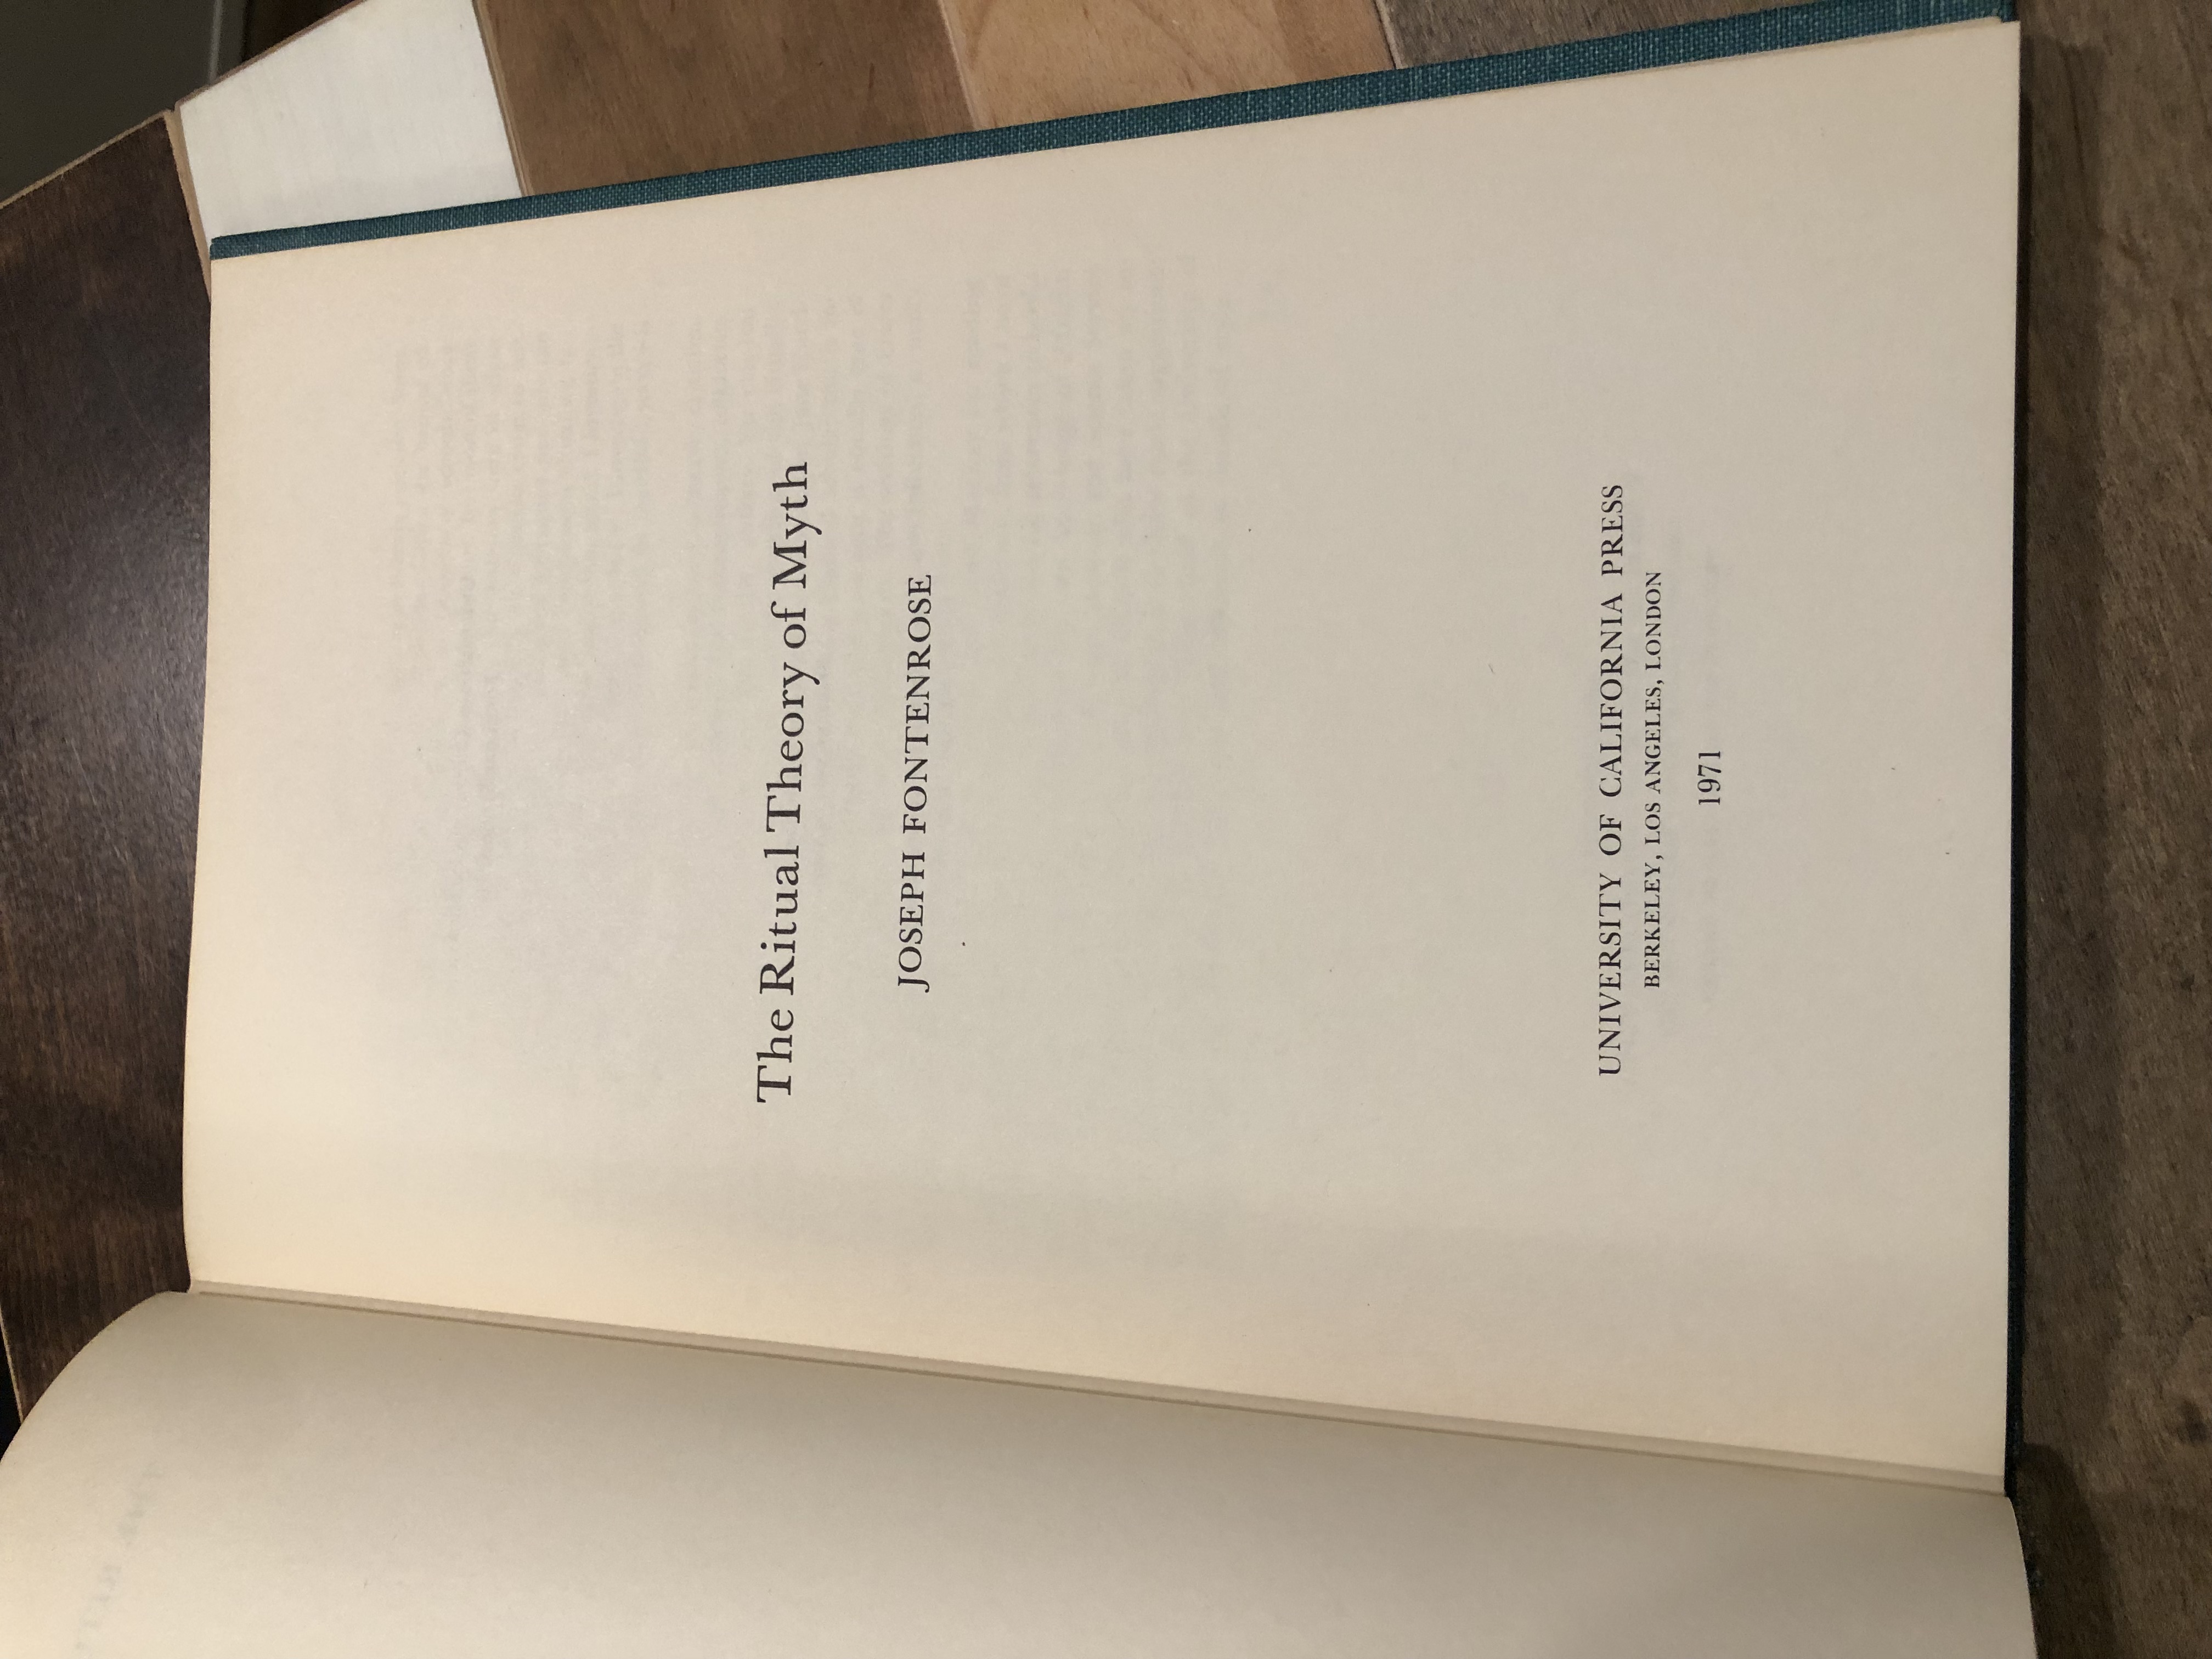 The Ritual Theory of Myth
JOSEPH FONTENROSE
UNIVERSITY OF CALIFORNIA PRESS
BERKELEY, LOS ANGELES, LONDON
1971